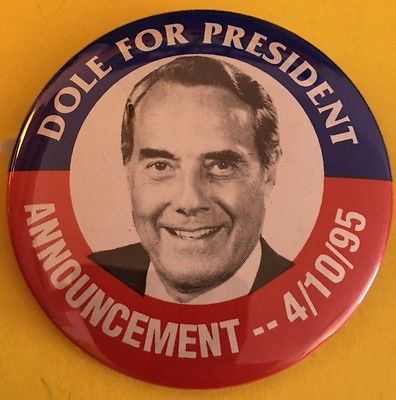 DOLE FOR PRESIDENT
ANNOUNCEMENT -- 4/10/95